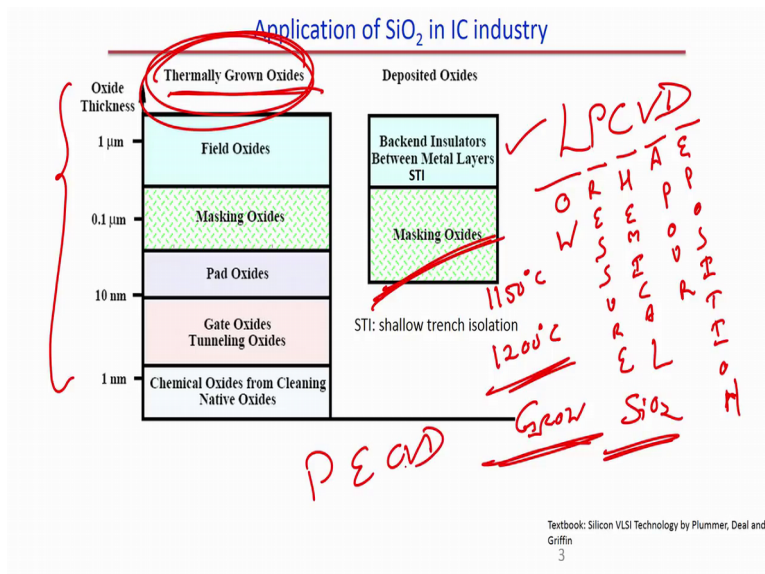 Application of SiO2 in IC industry
Thermally Grown Oxides
Deposited Oxides
Oxide
Thickness
1 μm
0.1 μm
10 nm
1 nm
Field Oxides
Masking Oxides
Pad Oxides
Gate Oxides
Tunneling Oxides
Chemical Oxides from Cleaning
Native Oxides
Backend Insulators
Between Metal Layers
STI
Masking Oxides
STI: shallow trench isolation
LPCVD
LOW
PRESSURE
CHEMICAL
VAPOUR
DEPPOSITION
1150°C
1200°C
GROW SiO2
PECVD
Textbook: Silicon VLSI Technology by Plummer, Deal and
Griffin
3